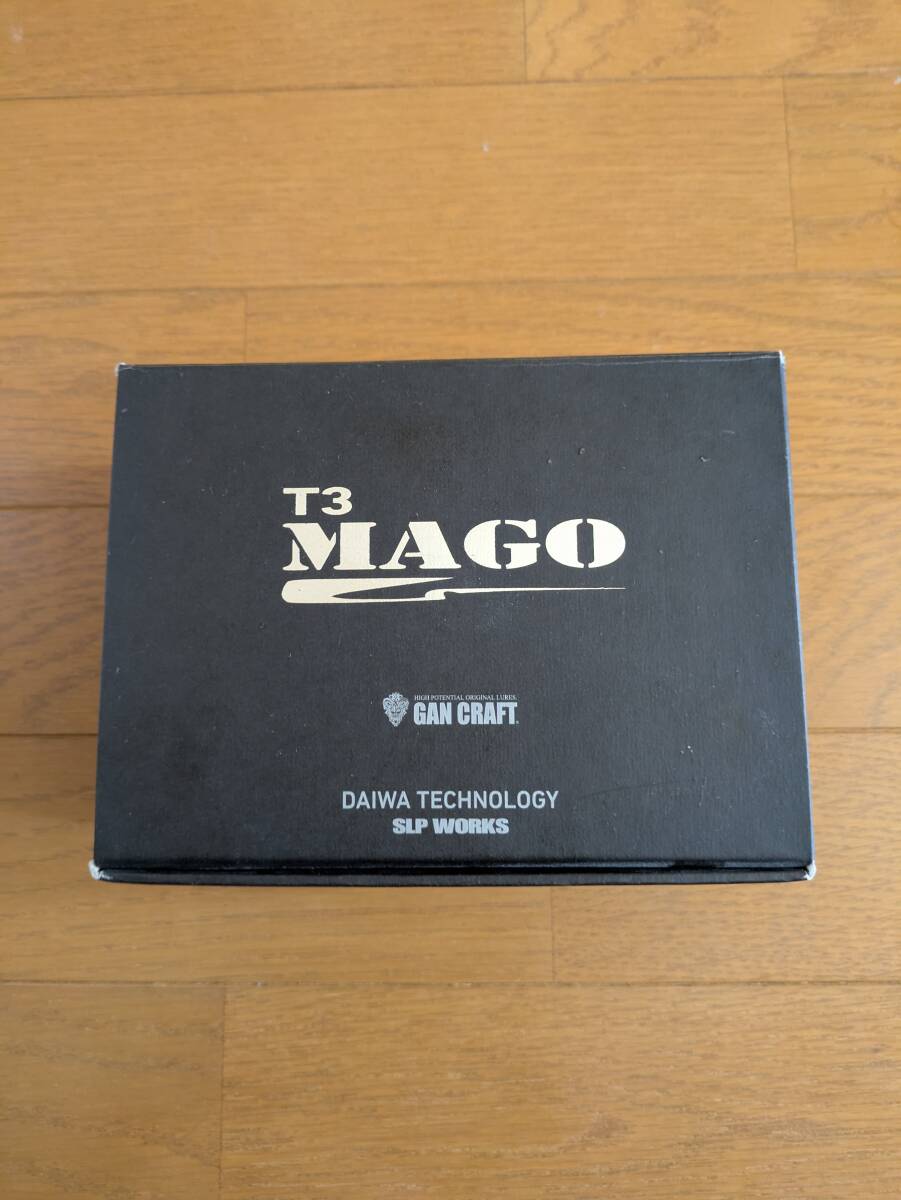 T3
MAGO
HIGH POTENTIAL ORIGINAL LURES.
GAN CRAFT.
DAIWA TECHNOLOGY
SLP WORKS